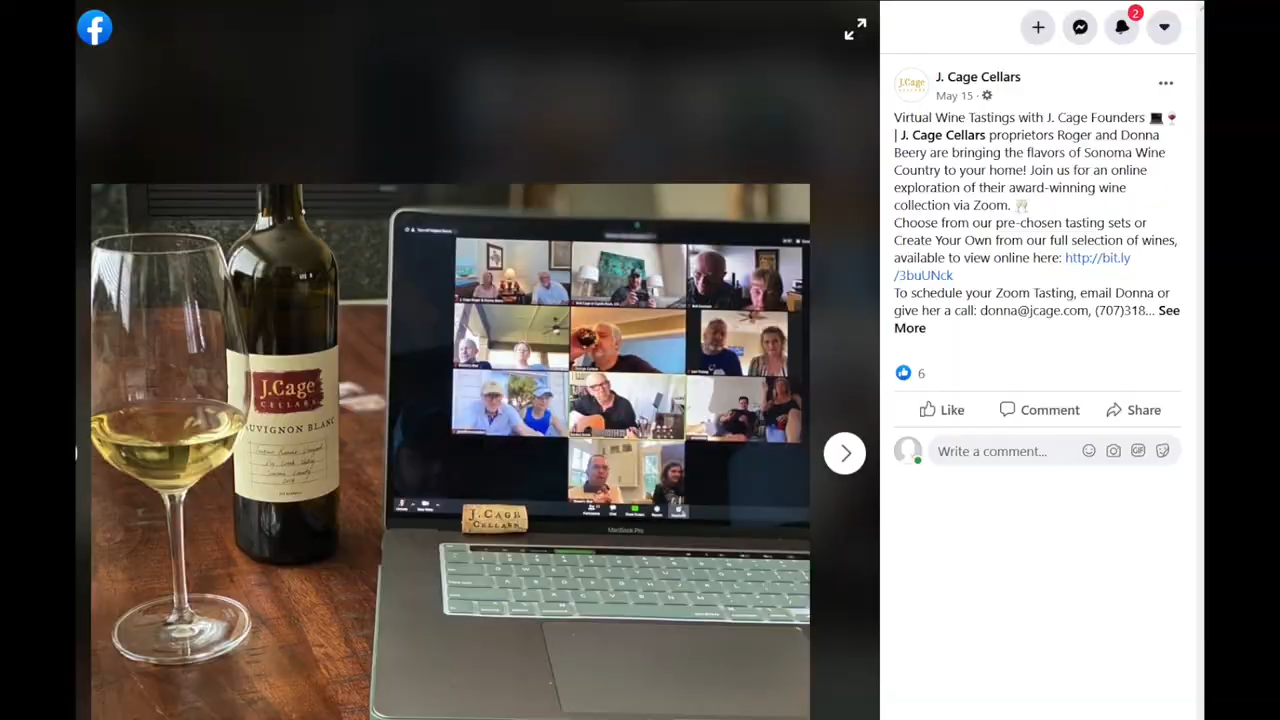 2
J. Cage Cellars
May 15 ·
Virtual Wine Tastings with J. Cage Founders
| J. Cage Cellars proprietors Roger and Donna
Beery are bringing the flavors of Sonoma Wine
Country to your home! Join us for an online
exploration of their award-winning wine
collection via Zoom.
Choose from our pre-chosen tasting sets or
Create Your Own from our full selection of wines,
available to view online here: http://bit.ly
/3buUNck
To schedule your Zoom Tasting, email Donna or
give her a call: donna@jcage.com, (707)318... See
More
6
Like Comment Share
Write a comment...
GIF
J.Cage
CELLARS
SAUVIGNON BLANC
J.CAGE
CELLARS
MacBook Pro